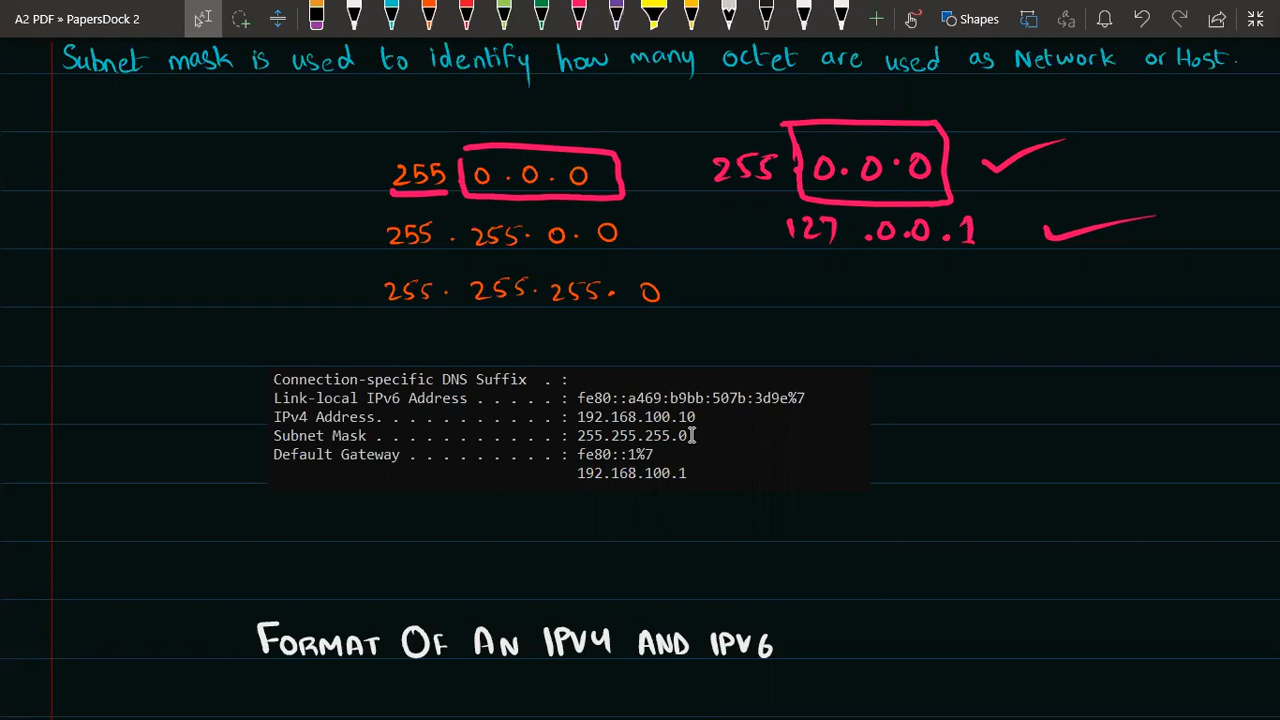 A2 PDF » PapersDock 2
Shapes
Subnet mask is used to identify how many octet are used as Network or Host.
255 0.0.0
255.0.0.0
255.255.0.0
127.0.0.1
255.255.255.0
Connection-specific DNS Suffix . :
Link-local IPv6 Address . . . . . : fe80::a469:b9bb:507b:3d9e%7
IPv4 Address. . . . . . . . . . . : 192.168.100.10
Subnet Mask . . . . . . . . . . . : 255.255.255.0
Default Gateway . . . . . . . . . : fe80::1%7
192.168.100.1
FORMAT OF AN IPV4 AND IPV6